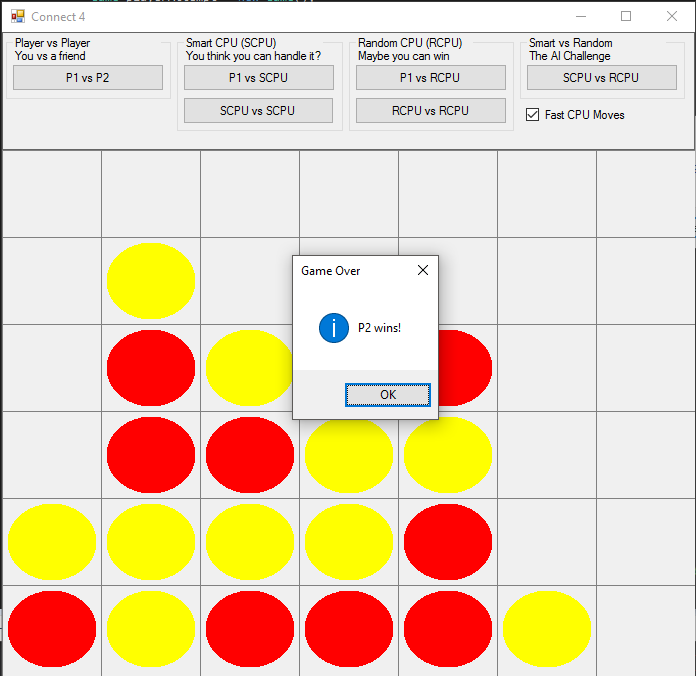 Connect 4
Player vs Player
You vs a friend
P1 vs P2
Smart CPU (SCPU)
You think you can handle it?
P1 vs SCPU
SCPU vs SCPU
Random CPU (RCPU)
Maybe you can win
P1 vs RCPU
RCPU vs RCPU
Smart vs Random
The AI Challenge
SCPU vs RCPU
Fast CPU Moves
Game Over
P2 wins!
OK